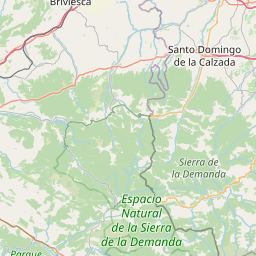 Briviesca
Santo Domingo
de la Calzada
Sierra de
la Demanda
Espacio
Natural
de la Sierra
de la Demanda
Parque